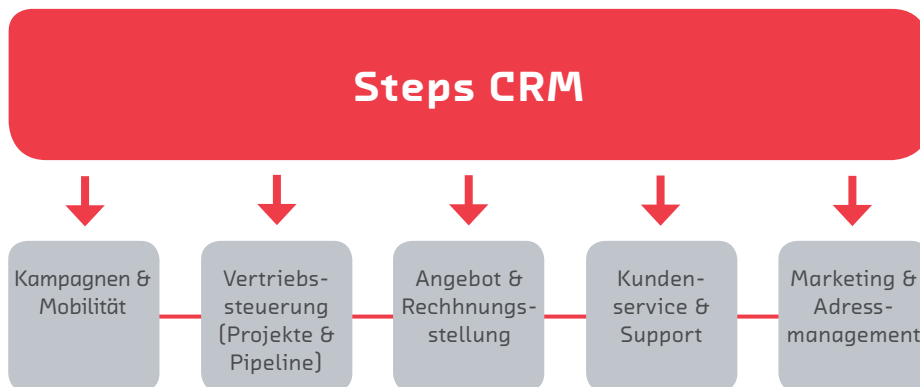 Steps CRM
Kampagnen &
Mobilität
Vertriebs-
steuerung
(Projekte &
Pipeline)
Angebot &
Rechhnungs-
stellung
Kunden-
service &
Support
Marketing &
Adress-
management